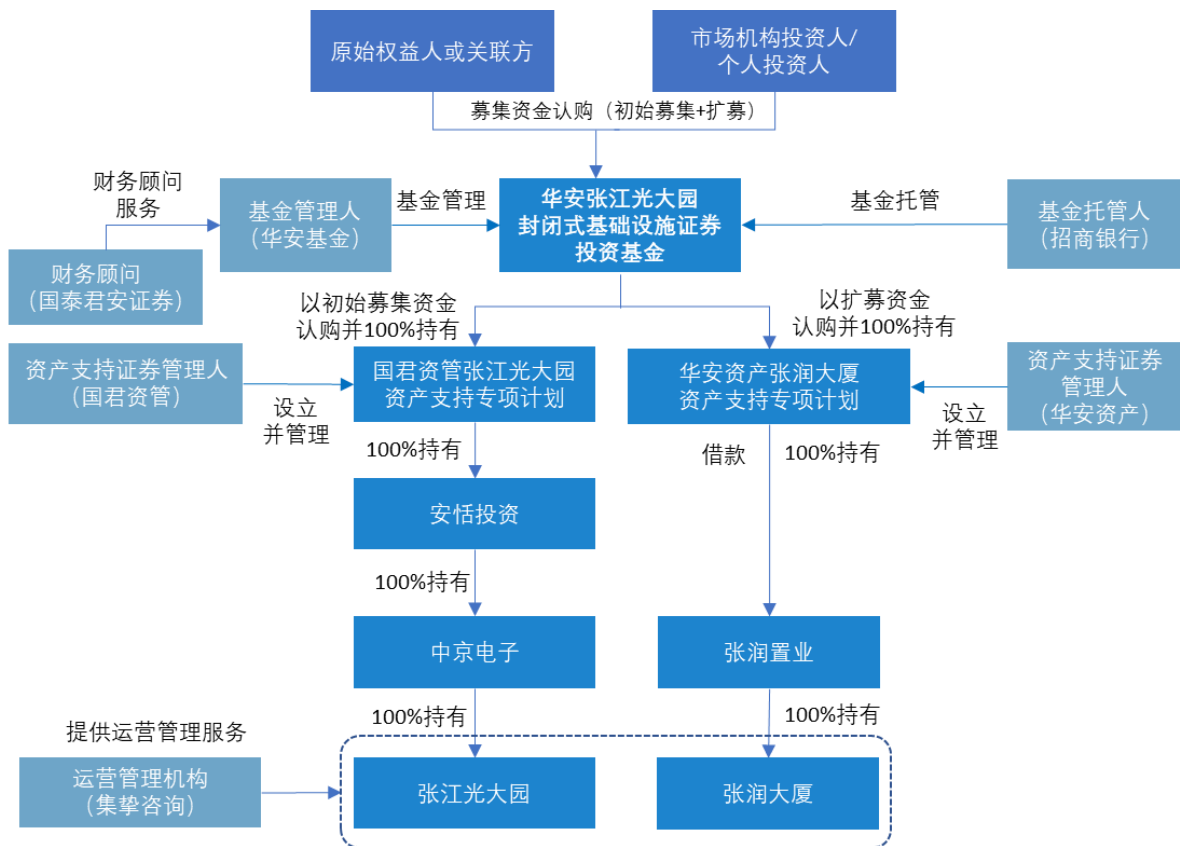 原始权益人或关联方
市场机构投资人/
个人投资人
募集资金认购（初始募集+扩募）
财务顾问
服务
基金管理人
（华安基金）
基金管理
华安张江光大园
封闭式基础设施证券
投资基金
基金托管
基金托管人
（招商银行）
财务顾问
（国泰君安证券）
以初始募集资金
认购并100%持有
以扩募资金
认购并100%持有
资产支持证券管理人
（国君资管）
设立
并管理
国君资管张江光大园
资产支持专项计划
华安资产张润大厦
资产支持专项计划
设立
并管理
资产支持证券
管理人
（华安资产）
100%持有
借款
100%持有
安恬投资
100%持有
中京电子
张润置业
100%持有
100%持有
提供运营管理服务
运营管理机构
（集挚咨询）
张江光大园
张润大厦